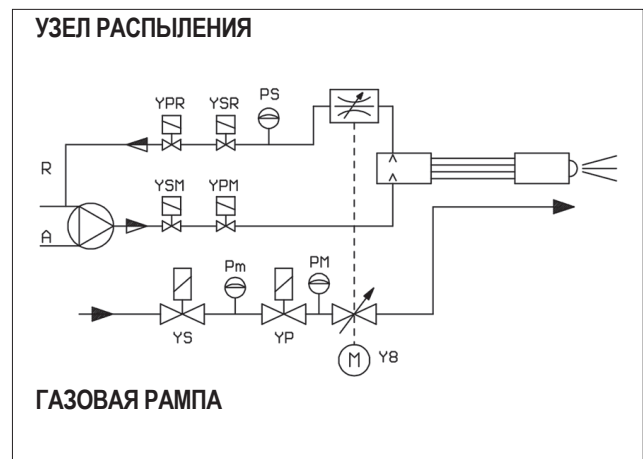 УЗЕЛ РАСПЫЛЕНИЯ
YPR YSR PS
R
YSM YPM
A
Pm PM
YS YP
M Y8
ГАЗОВАЯ РАМПА